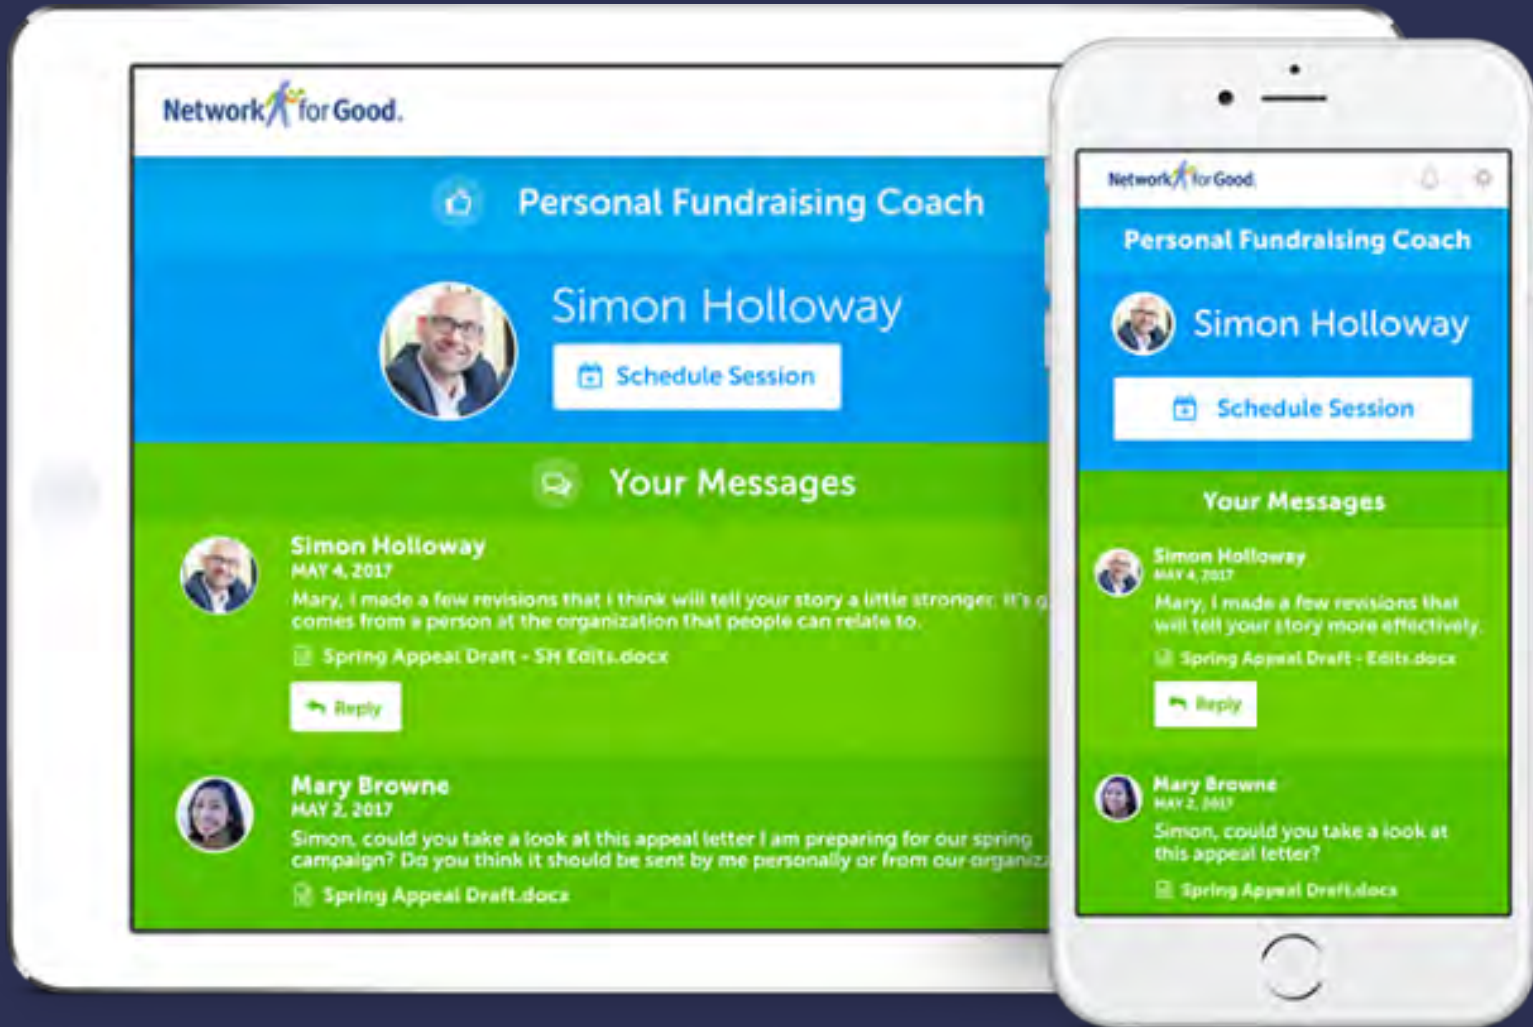 Network for Good.
Personal Fundraising Coach
Simon Holloway
Schedule Session
Your Messages
Simon Holloway
MAY 4, 2017
Mary, I made a few revisions that I think will tell your story a little stronger. It's g
comes from a person at the organization that people can relate to.
Spring Appeal Draft - SH Edits.docx
Reply
Mary Browne
MAY 2, 2017
Simon, could you take a look at this appeal letter I am preparing for our spring
campaign? Do you think it should be sent by me personally or from our organiz
Spring Appeal Draft.docx
Network for Good.
Personal Fundraising Coach
Simon Holloway
Schedule Session
Your Messages
Simon Holloway
MAY 4, 2017
Mary, I made a few revisions that
will tell your story more effectively.
Spring Appeal Draft - Edits.docx
Reply
Mary Browne
MAY 2, 2017
Simon, could you take a look at
this appeal letter?
Spring Appeal Draft.docx